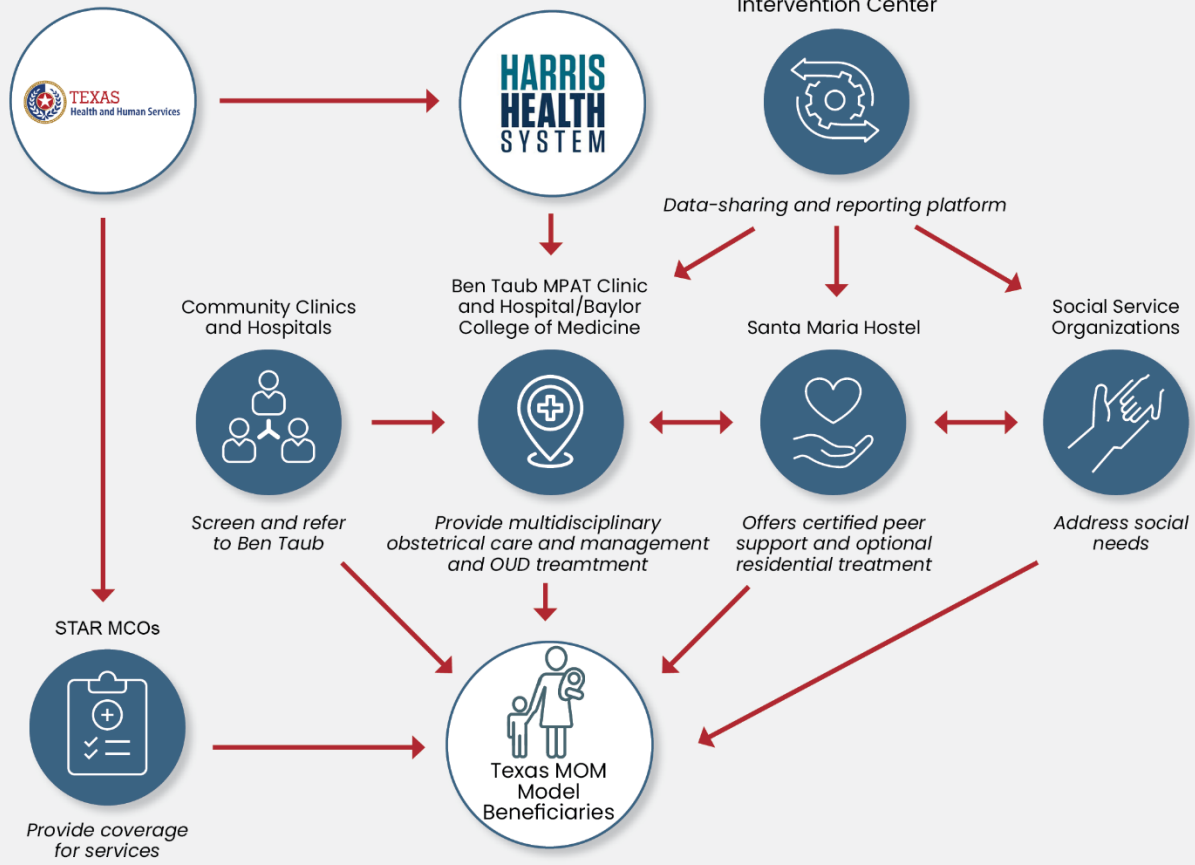 Intervention Center
TEXAS
Health and Human Services
HARRIS
HEALTH
SYSTEM
Data-sharing and reporting platform
Community Clinics
and Hospitals
Ben Taub MPAT Clinic
and Hospital/Baylor
College of Medicine
Santa Maria Hostel
Social Service
Organizations
Screen and refer
to Ben Taub
Provide multidisciplinary
obstetrical care and management
and OUD treamtment
Offers certified peer
support and optional
residential treatment
Address social
needs
STAR MCOs
Provide coverage
for services
Texas MOM
Model
Beneficiaries